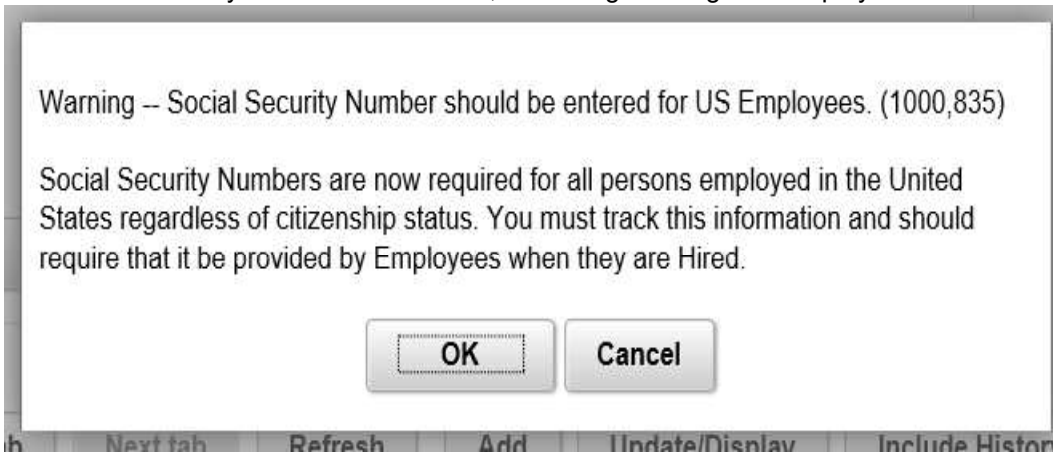 Warning -- Social Security Number should be entered for US Employees. (1000,835)
Social Security Numbers are now required for all persons employed in the United
States regardless of citizenship status. You must track this information and should
require that it be provided by Employees when they are Hired.
OK Cancel
Next tab Refresh Add Update/Display Include